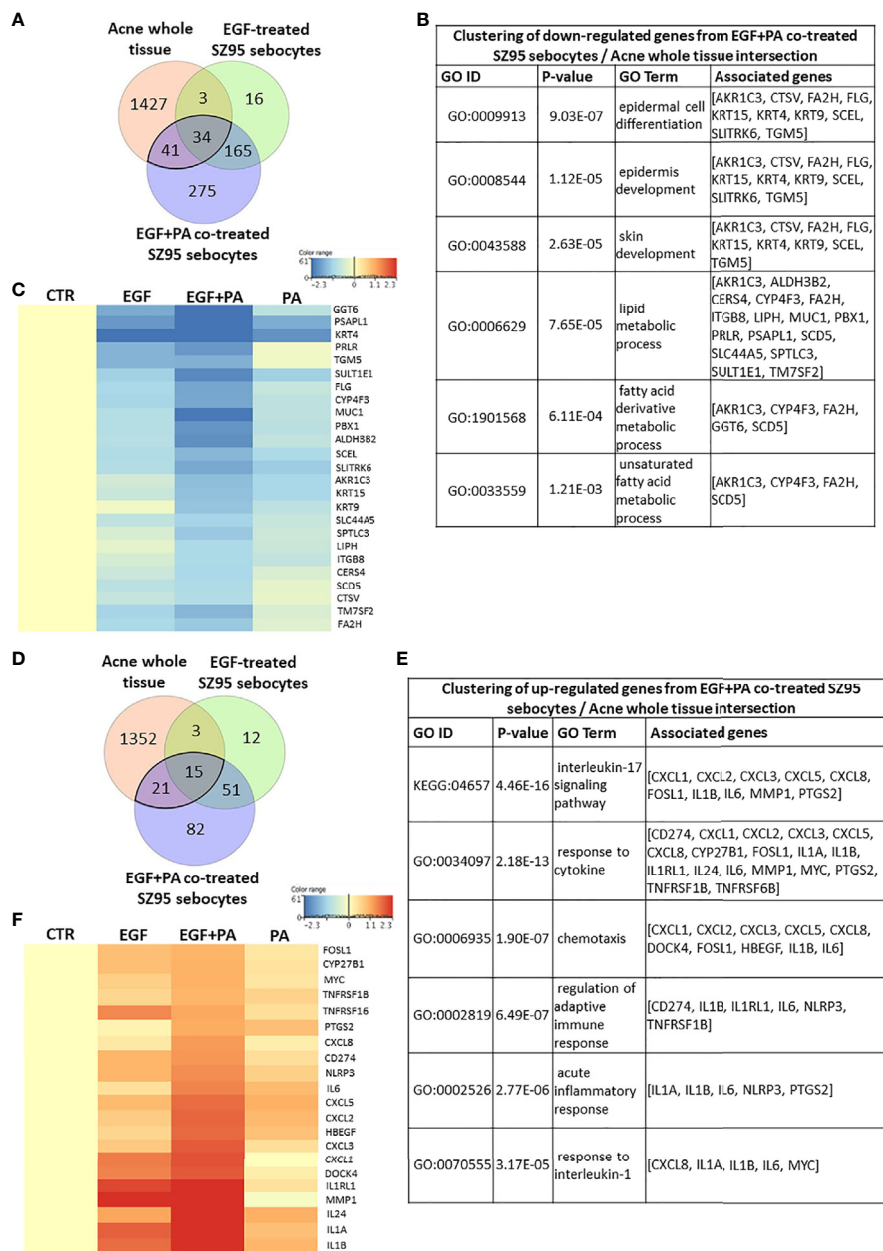 A
Acne whole
tissue
EGF-treated
SZ95 sebocytes
1427
3
16
34
41
165
275
EGF+PA co-treated
SZ95 sebocytes
B
Clustering of down-regulated genes from EGF+PA co-treated
SZ95 sebocytes / Acne whole tissue intersection
GO ID P-value GO Term Associated genes
GO:0009913 9.03E-07 epidermal cell differentiation [AKR1C3, CTSV, FA2H, FLG,
KRT15, KRT4, KRT9, SCEL,
SLITRK6, TGM5]
GO:0008544 1.12E-05 epidermis development [AKR1C3, CTSV, FA2H, FLG,
KRT15, KRT4, KRT9, SCEL,
SLITRK6, TGM5]
GO:0043588 2.63E-05 skin development [AKR1C3, CTSV, FA2H, FLG,
KRT15, KRT4, KRT9, SCEL,
TGM5]
GO:0006629 7.65E-05 lipid metabolic process [AKR1C3, ALDH3B2,
CERS4, CYP4F3, FA2H,
ITGB8, LIPH, MUC1, PBX1,
PRLR, PSAPL1, SCD5,
SLC44A5, SPTLC3,
SULT1E1, TM7SF2]
GO:1901568 6.11E-04 fatty acid derivative metabolic process [AKR1C3, CYP4F3, FA2H,
GGT6, SCD5]
GO:0033559 1.21E-03 unsaturated fatty acid metabolic process [AKR1C3, CYP4F3, FA2H,
SCD5]
Color range
61
-2.3 0 2.3
C
CTR EGF EGF+PA PA
GGT6
PSAPL1
KRT4
PRLR
TGM5
SULT1E1
FLG
CYP4F3
MUC1
PBX1
ALDH3B2
SCEL
SLITRK6
AKR1C3
KRT15
KRT9
SLC44A5
SPTLC3
LIPH
ITGB8
CERS4
SCD5
CTSV
TM7SF2
FA2H
D
Acne whole
tissue
EGF-treated
SZ95 sebocytes
1352
3
12
15
21
51
82
EGF+PA co-treated
SZ95 sebocytes
E
Clustering of up-regulated genes from EGF+PA co-treated SZ95
sebocytes / Acne whole tissue intersection
GO ID P-value GO Term Associated genes
KEGG:04657 4.46E-16 interleukin-17 signaling pathway [CXCL1, CXCL2, CXCL3, CXCL5, CXCL8,
FOSL1, IL1B, IL6, MMP1, PTGS2]
GO:0034097 2.18E-13 response to cytokine [CD274, CXCL1, CXCL2, CXCL3, CXCL5,
CXCL8, CYP27B1, FOSL1, IL1A, IL1B,
IL1RL1, IL24, IL6, MMP1, MYC, PTGS2,
TNFRSF1B, TNFRSF6B]
GO:0006935 1.90E-07 chemotaxis [CXCL1, CXCL2, CXCL3, CXCL5, CXCL8,
DOCK4, FOSL1, HBEGF, IL1B, IL6]
GO:0002819 6.49E-07 regulation of adaptive immune response [CD274, IL1B, IL1RL1, IL6, NLRP3,
TNFRSF1B]
GO:0002526 2.77E-06 acute inflammatory response [IL1A, IL1B, IL6, NLRP3, PTGS2]
GO:0070555 3.17E-05 response to interleukin-1 [CXCL8, IL1A, IL1B, IL6, MYC]
Color range
61
-2.3 0 2.3
F
CTR EGF EGF+PA PA
FOSL1
CYP27B1
MYC
TNFRSF1B
TNFRSF16
PTGS2
CXCL8
CD274
NLRP3
IL6
CXCL5
CXCL2
HBEGF
CXCL3
CXCL1
DOCK4
IL1RL1
MMP1
IL24
IL1A
IL1B